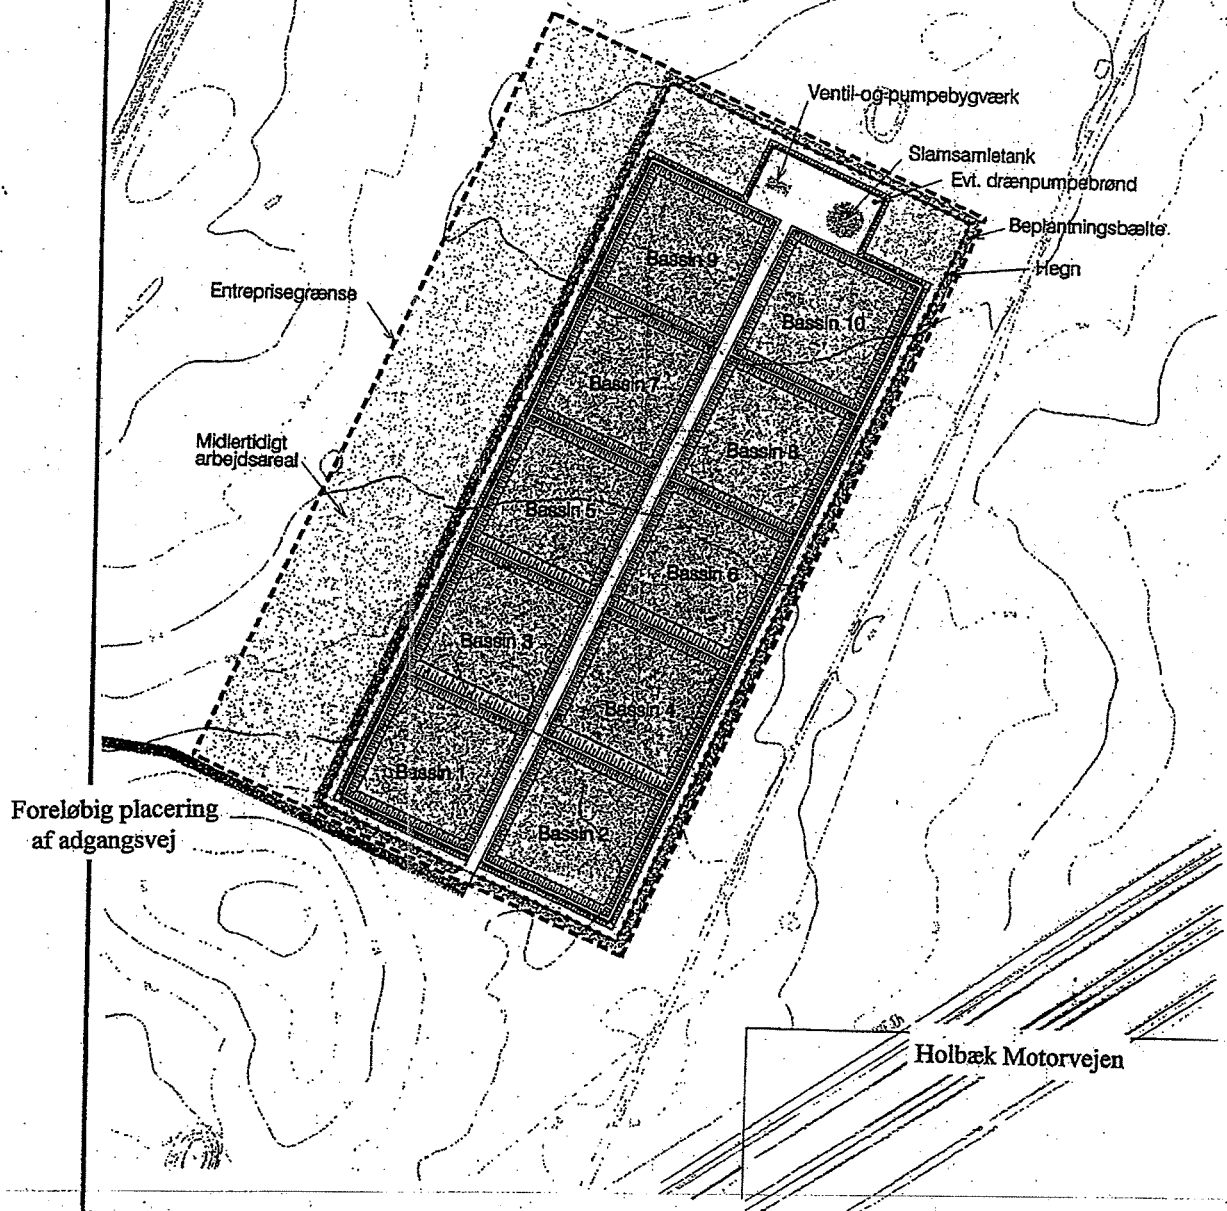 Ventil-og-pumpebygværk
Slamsamletank
Evt. drænpumpebrønd
Beplantningsbælte
Hegn
Bassin 9
Bassin 10
Entreprisegrænse
Bassin 7
Midlertidigt
arbejdsareal
Bassin 8
Bassin 5
Bassin 6
Bassin 3
Bassin 4
Bassin 1
Bassin 2
Foreløbig placering
af adgangsvej
Holbæk Motorvejen